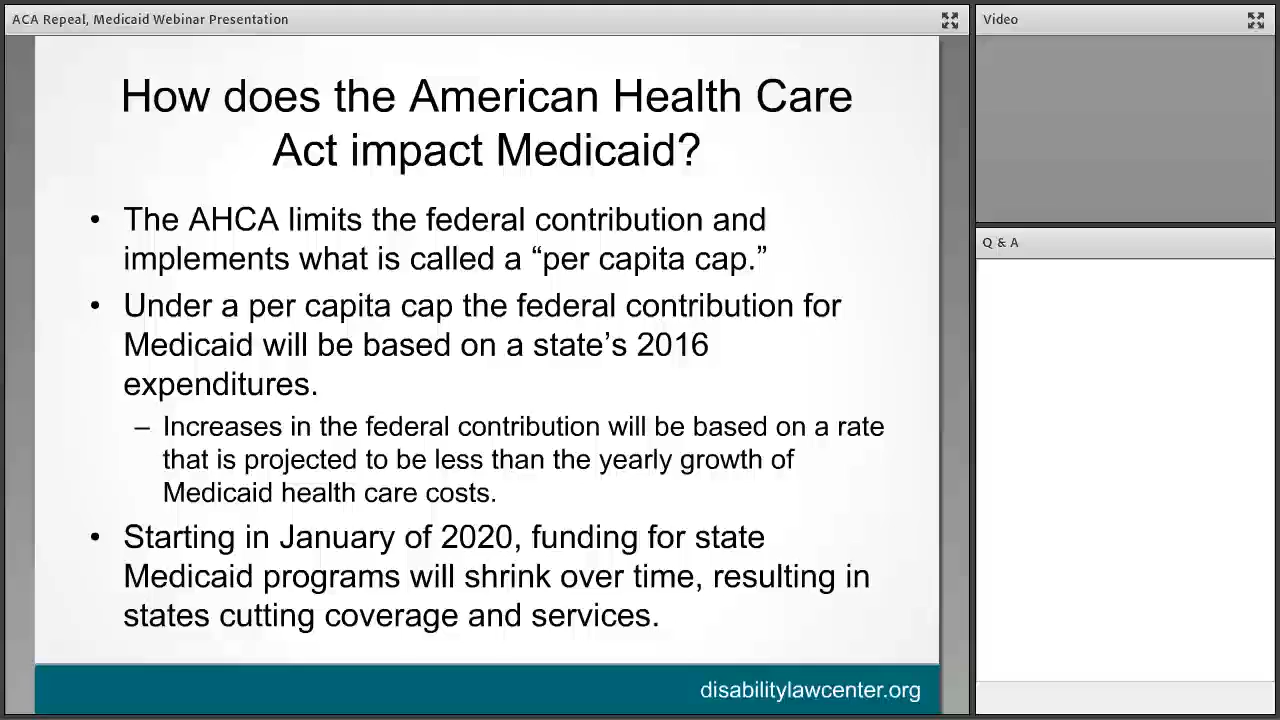 ACA Repeal, Medicaid Webinar Presentation
Video
How does the American Health Care
Act impact Medicaid?
• The AHCA limits the federal contribution and
implements what is called a “per capita cap.”
• Under a per capita cap the federal contribution for
Medicaid will be based on a state’s 2016
expenditures.
– Increases in the federal contribution will be based on a rate
that is projected to be less than the yearly growth of
Medicaid health care costs.
• Starting in January of 2020, funding for state
Medicaid programs will shrink over time, resulting in
states cutting coverage and services.
disabilitylawcenter.org
Q & A